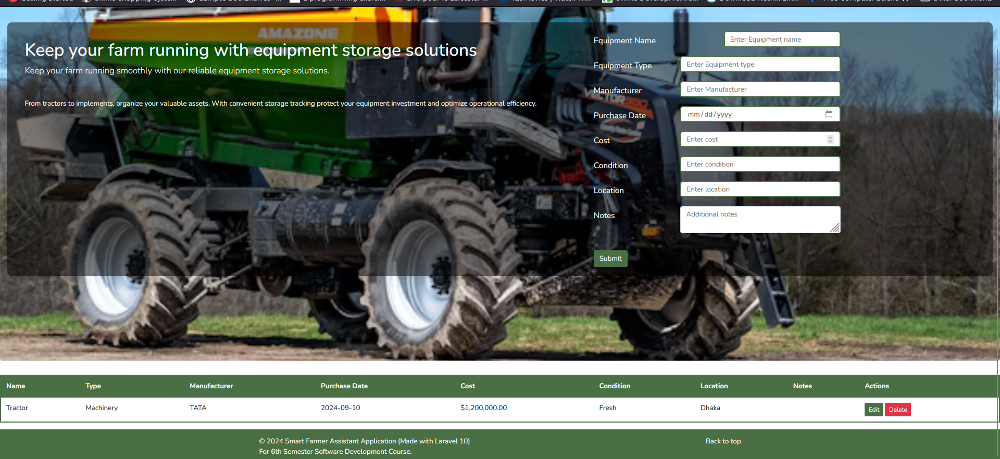 AMAZONE
Keep your farm running with equipment storage solutions
Keep your farm running smoothly with our reliable equipment storage solutions.
From tractors to implements, organize your valuable assets. With convenient storage tracking protect your equipment investment and optimize operational efficiency.
Equipment Name
Enter Equipment name
Equipment Type
Enter Equipment type
Manufacturer
Enter Manufacturer
Purchase Date
mm/dd/yyyy
Cost
Enter cost
Condition
Enter condition
Location
Enter location
Notes
Additional notes
Submit
Name Type Manufacturer Purchase Date Cost Condition Location Notes Actions
Tractor Machinery TATA 2024-09-10 $1,200,000.00 Fresh Dhaka Edit Delete
© 2024 Smart Farmer Assistant Application (Made with Laravel 10) Back to top
For 6th Semester Software Development Course.